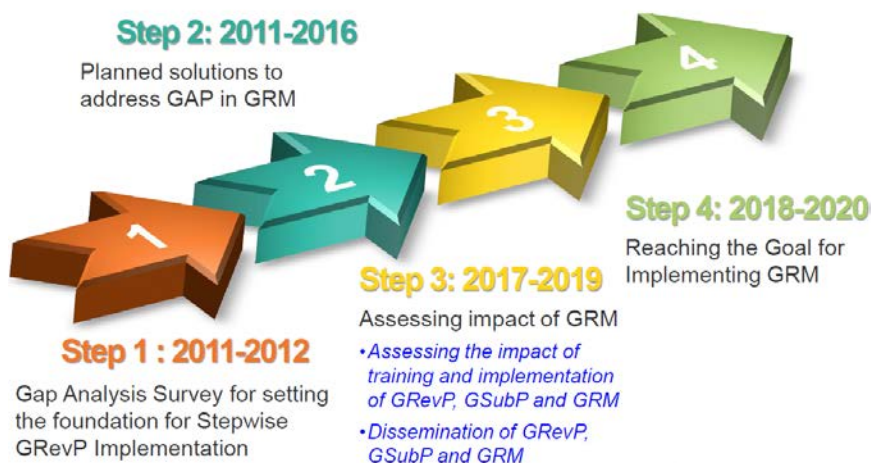 Step 2: 2011-2016
Planned solutions to
address GAP in GRM
4
3
2
1
Step 4: 2018-2020
Reaching the Goal for
Implementing GRM
Step 3: 2017-2019
Assessing impact of GRM
•Assessing the impact of
training and implementation
of GRevP, GSubP and GRM
•Dissemination of GRevP,
GSubP and GRM
Step 1 : 2011-2012
Gap Analysis Survey for setting
the foundation for Stepwise
GRevP Implementation